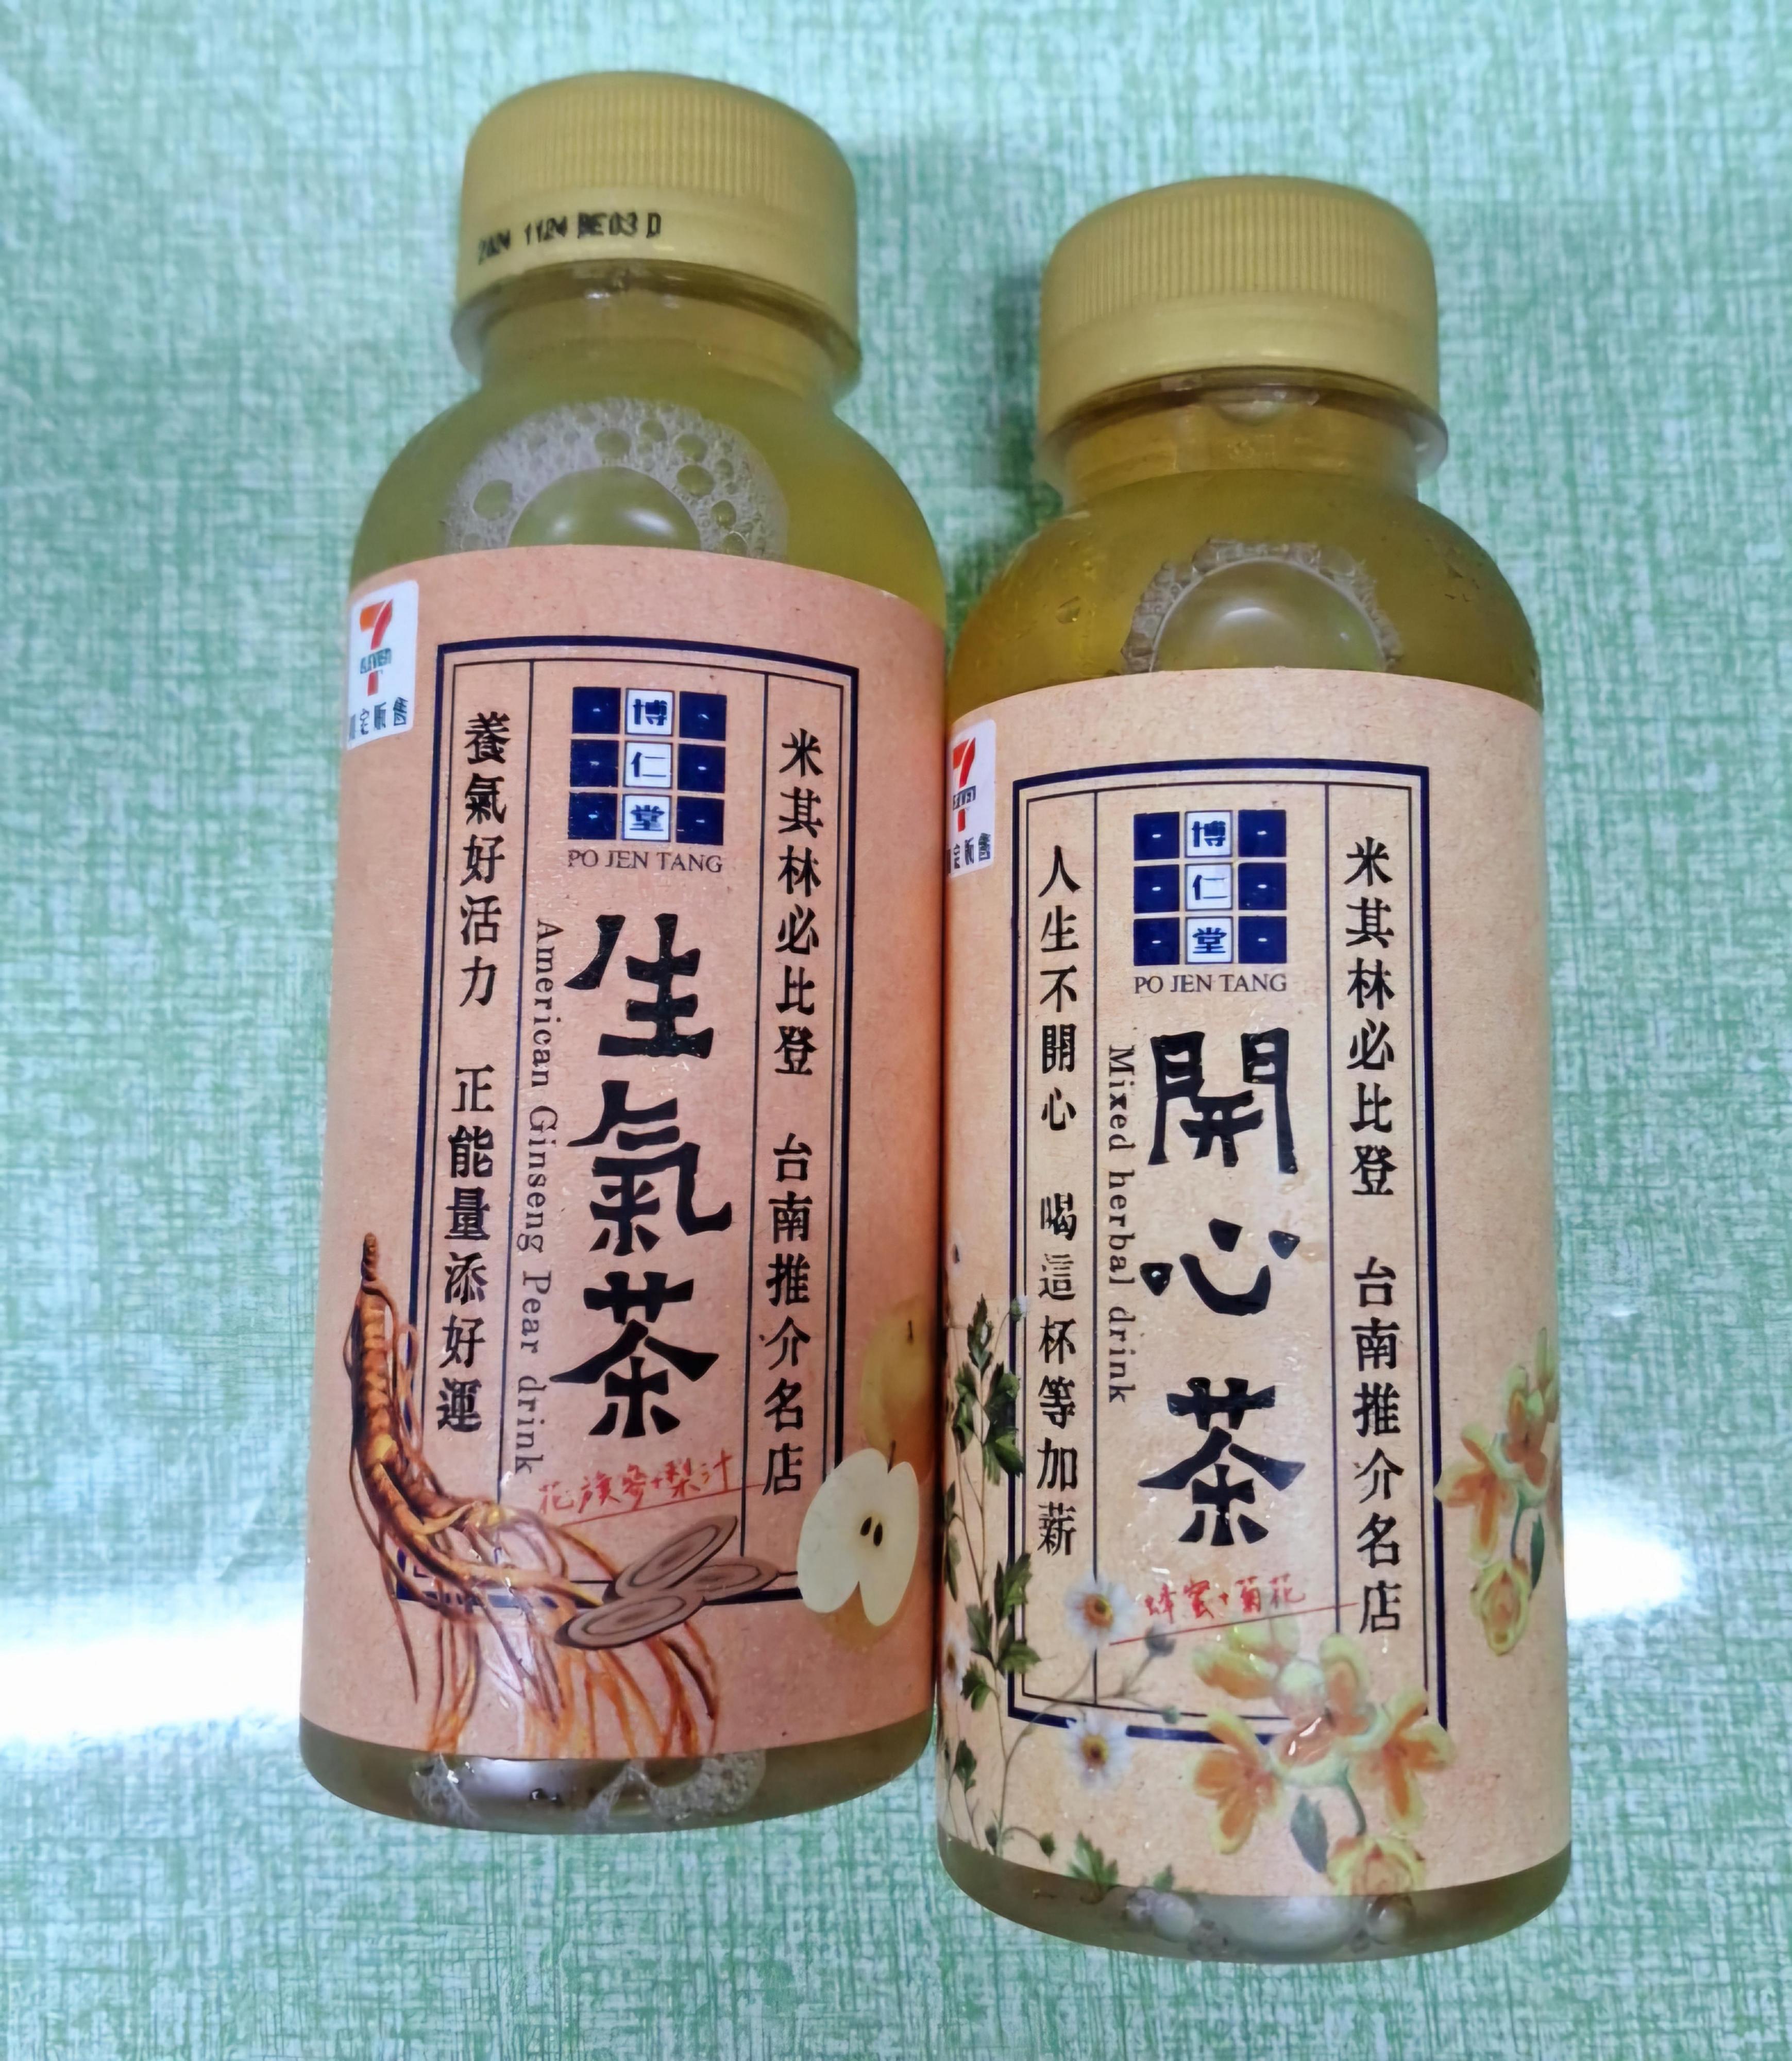 2024 1124 BE03 D
7
ELEVEN
限定販售
博仁堂
PO JEN TANG
米其林必比登 台南推介名店
生氣茶
American Ginseng Pear drink
養氣好活力 正能量添好運
花旗參+梨汁
7
ELEVEN
定販售
博仁堂
PO JEN TANG
米其林必比登 台南推介名店
開心茶
Mixed herbal drink
人生不開心 喝這杯等加薪
蜂蜜+菊花